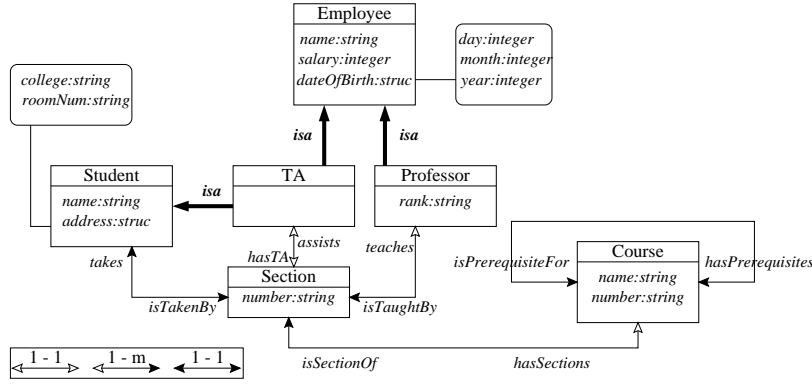 Employee
name:string
salary:integer
dateOfBirth:struc
day:integer
month:integer
year:integer
college:string
roomNum:string
isa
isa
Student
name:string
address:struc
isa
TA
Professor
rank:string
takes
hasTA
assists
teaches
Section
number:string
isTakenBy
isTaughtBy
isPrerequisiteFor
Course
name:string
number:string
hasPrerequisites
isSectionOf
hasSections
1 - 1
1 - m
1 - 1